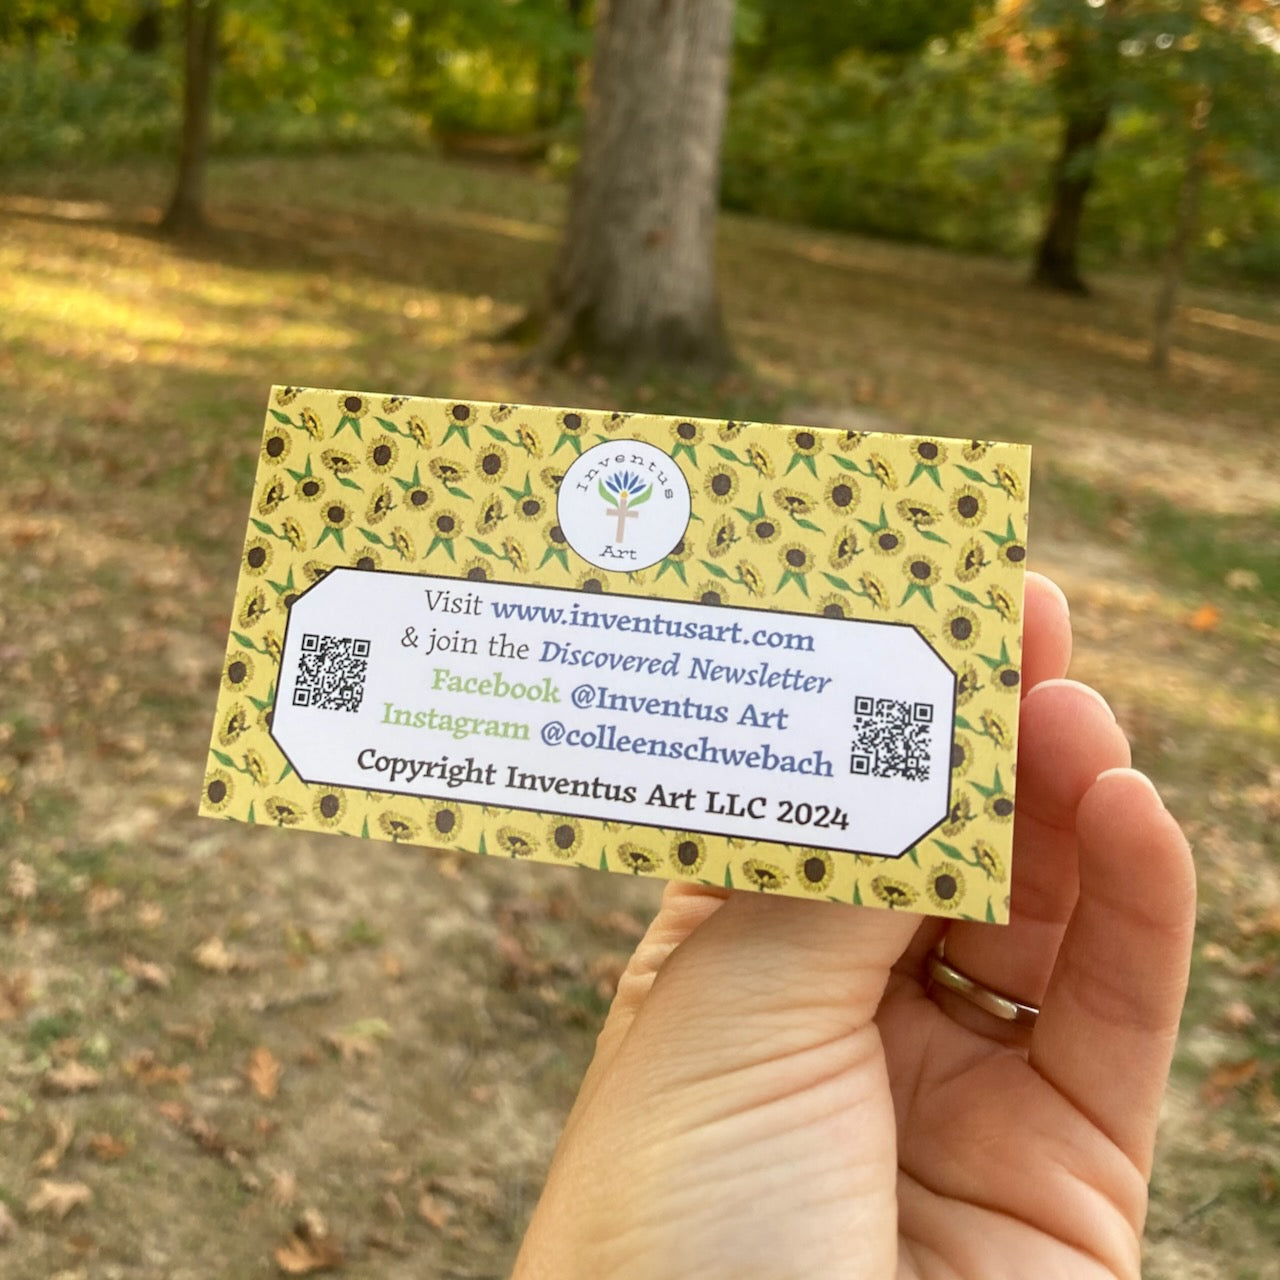 Inventus
Art
Visit www.inventusart.com
& join the Discovered Newsletter
Facebook @Inventus Art
Instagram @colleenschwebach
Copyright Inventus Art LLC 2024